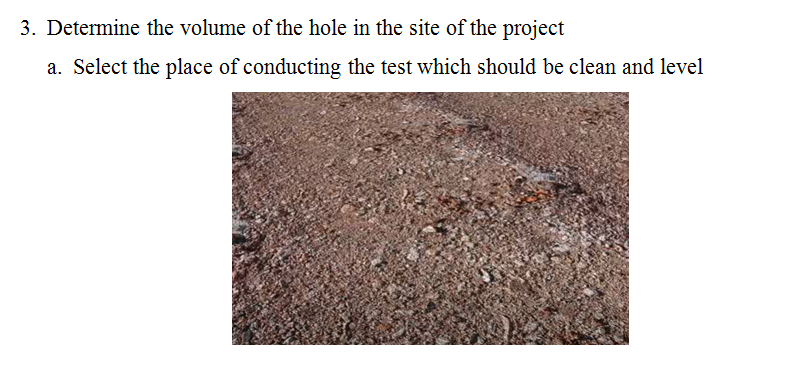 3. Determine the volume of the hole in the site of the project
a. Select the place of conducting the test which should be clean and level